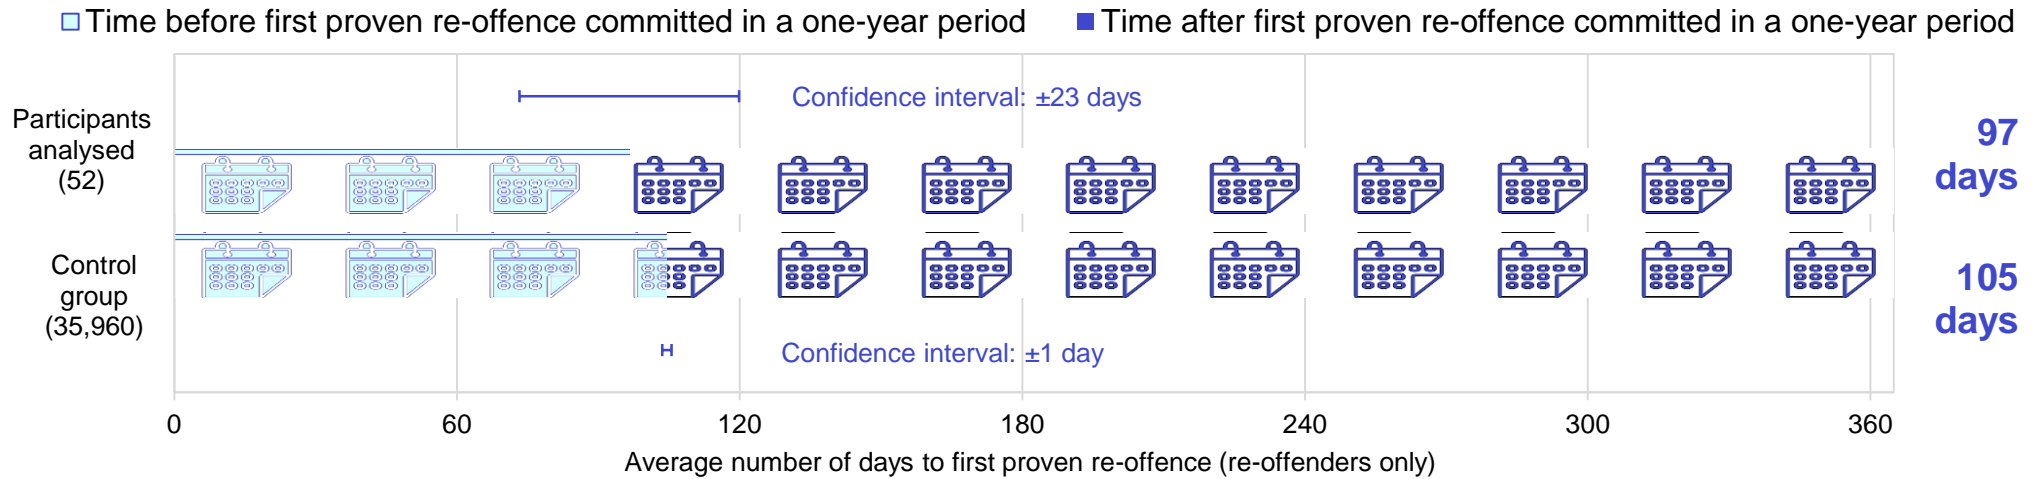 Time before first proven re-offence committed in a one-year period
Time after first proven re-offence committed in a one-year period
Confidence interval: ±23 days
Participants
analysed
(52)
97
days
Control
group
(35,960)
105
days
Confidence interval: ±1 day
0 60 120 180 240 300 360
Average number of days to first proven re-offence (re-offenders only)